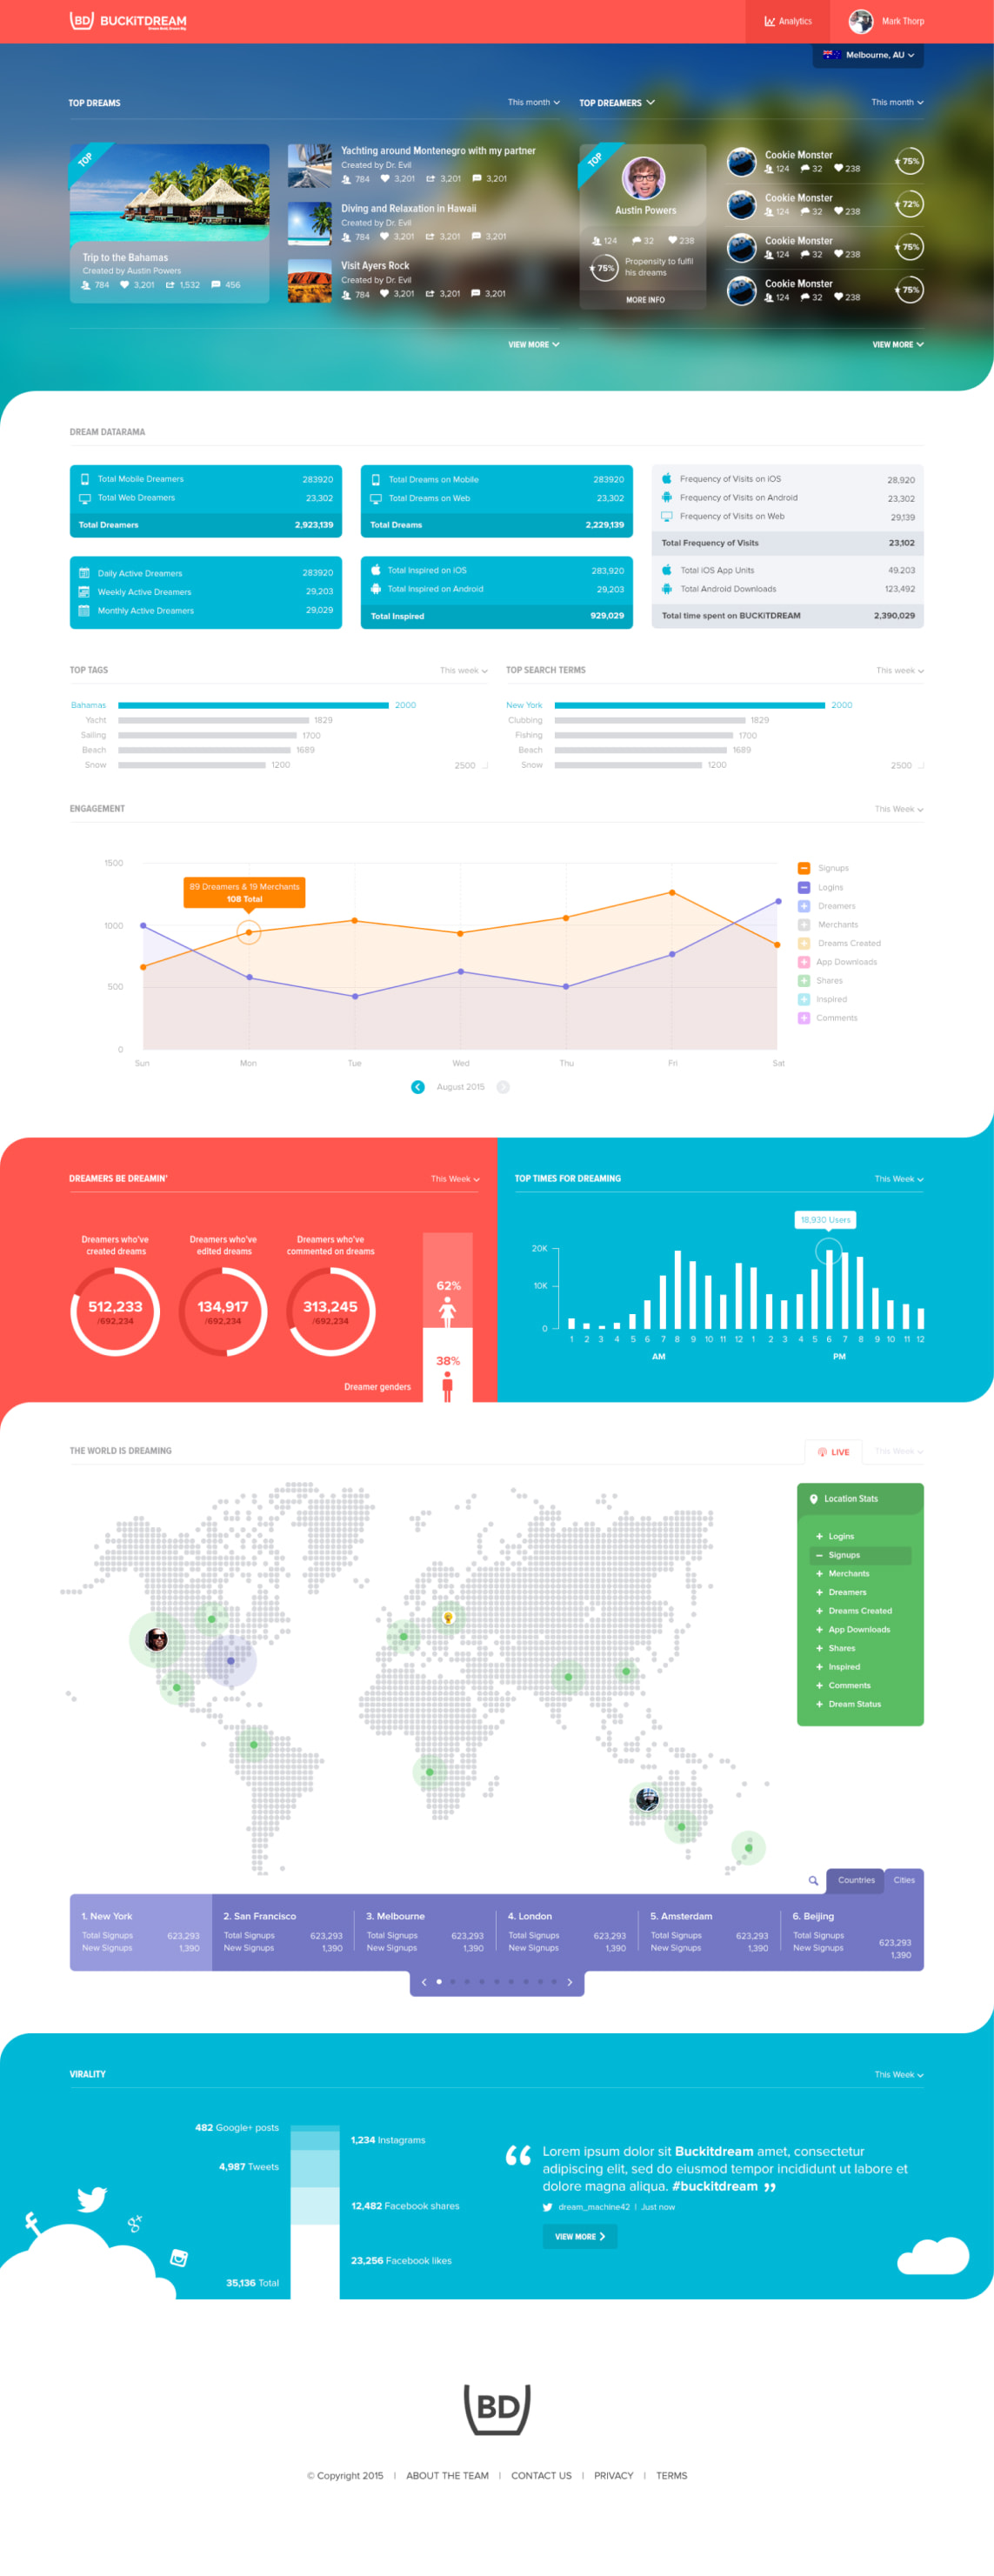 BD BUCKiTDREAM
Analytics
Mark Thorp
Melbourne, AU
TOP DREAMS
This month
TOP
Trip to the Bahamas
Created by Austin Powers
784 3,201 1,532 456
Yachting around Montenegro with my partner
Created by Dr. Evil
784 3,201 3,201 3,201
Diving and Relaxation in Hawaii
Created by Dr. Evil
784 3,201 3,201 3,201
Visit Ayers Rock
Created by Dr. Evil
784 3,201 3,201 3,201
VIEW MORE
TOP DREAMERS
This month
TOP
Austin Powers
124 32 238
75%
Propensity to fulfil
his dreams
MORE INFO
Cookie Monster
124 32 238
75%
Cookie Monster
124 32 238
72%
Cookie Monster
124 32 238
75%
Cookie Monster
124 32 238
75%
VIEW MORE
DREAM DATARAMA
Total Mobile Dreamers 283920
Total Web Dreamers 23,302
Total Dreamers 2,923,139
Total Dreams on Mobile 283920
Total Dreams on Web 23,302
Total Dreams 2,229,139
Frequency of Visits on IOS 28,920
Frequency of Visits on Android 23,302
Frequency of Visits on Web 29,139
Total Frequency of Visits 23,102
Daily Active Dreamers 283920
Weekly Active Dreamers 29,203
Monthly Active Dreamers 29,029
Total Inspired on IOS 283,920
Total Inspired on Android 29,203
Total Inspired 929,029
Total IOS App Units 49,203
Total Android Downloads 123,492
Total time spent on BUCKiTDREAM 2,390,029
TOP TAGS
This week
Bahamas 2000
Yacht 1829
Sailing 1700
Beach 1689
Snow 1200
2500
TOP SEARCH TERMS
This week
New York 2000
Clubbing 1829
Fishing 1700
Beach 1689
Snow 1200
2500
ENGAGEMENT
This Week
1500
1000
500
0
89 Dreamers & 19 Merchants
108 Total
Sun Mon Tue Wed Thu Fri Sat
August 2015
Signups
Logins
Dreamers
Merchants
Dreams Created
App Downloads
Shares
Inspired
Comments
DREAMERS BE DREAMIN'
This Week
Dreamers who've
created dreams
512,233
/692,234
Dreamers who've
edited dreams
134,917
/692,234
Dreamers who've
commented on dreams
313,245
/692,234
62%
38%
Dreamer genders
TOP TIMES FOR DREAMING
This Week
18,930 Users
20K
10K
0
1 2 3 4 5 6 7 8 9 10 11 12 1 2 3 4 5 6 7 8 9 10 11 12
AM PM
THE WORLD IS DREAMING
LIVE
This Week
Location Stats
Logins
Signups
Merchants
Dreamers
Dreams Created
App Downloads
Shares
Inspired
Comments
Dream Status
Countries
Cities
1. New York
Total Signups 623,293
New Signups 1,390
2. San Francisco
Total Signups 623,293
New Signups 1,390
3. Melbourne
Total Signups 623,293
New Signups 1,390
4. London
Total Signups 623,293
New Signups 1,390
5. Amsterdam
Total Signups 623,293
New Signups 1,390
6. Beijing
Total Signups 623,293
New Signups 1,390
VIRALITY
This Week
482 Google+ posts
1,234 Instagrams
4,987 Tweets
12,482 Facebook shares
23,256 Facebook likes
35,136 Total
“ Lorem ipsum dolor sit Buckitdream amet, consectetur
adipiscing elit, sed do eiusmod tempor incididunt ut labore et
dolore magna aliqua. #buckitdream ”
dream_machine42 | Just now
VIEW MORE
BD
© Copyright 2015 | ABOUT THE TEAM | CONTACT US | PRIVACY | TERMS